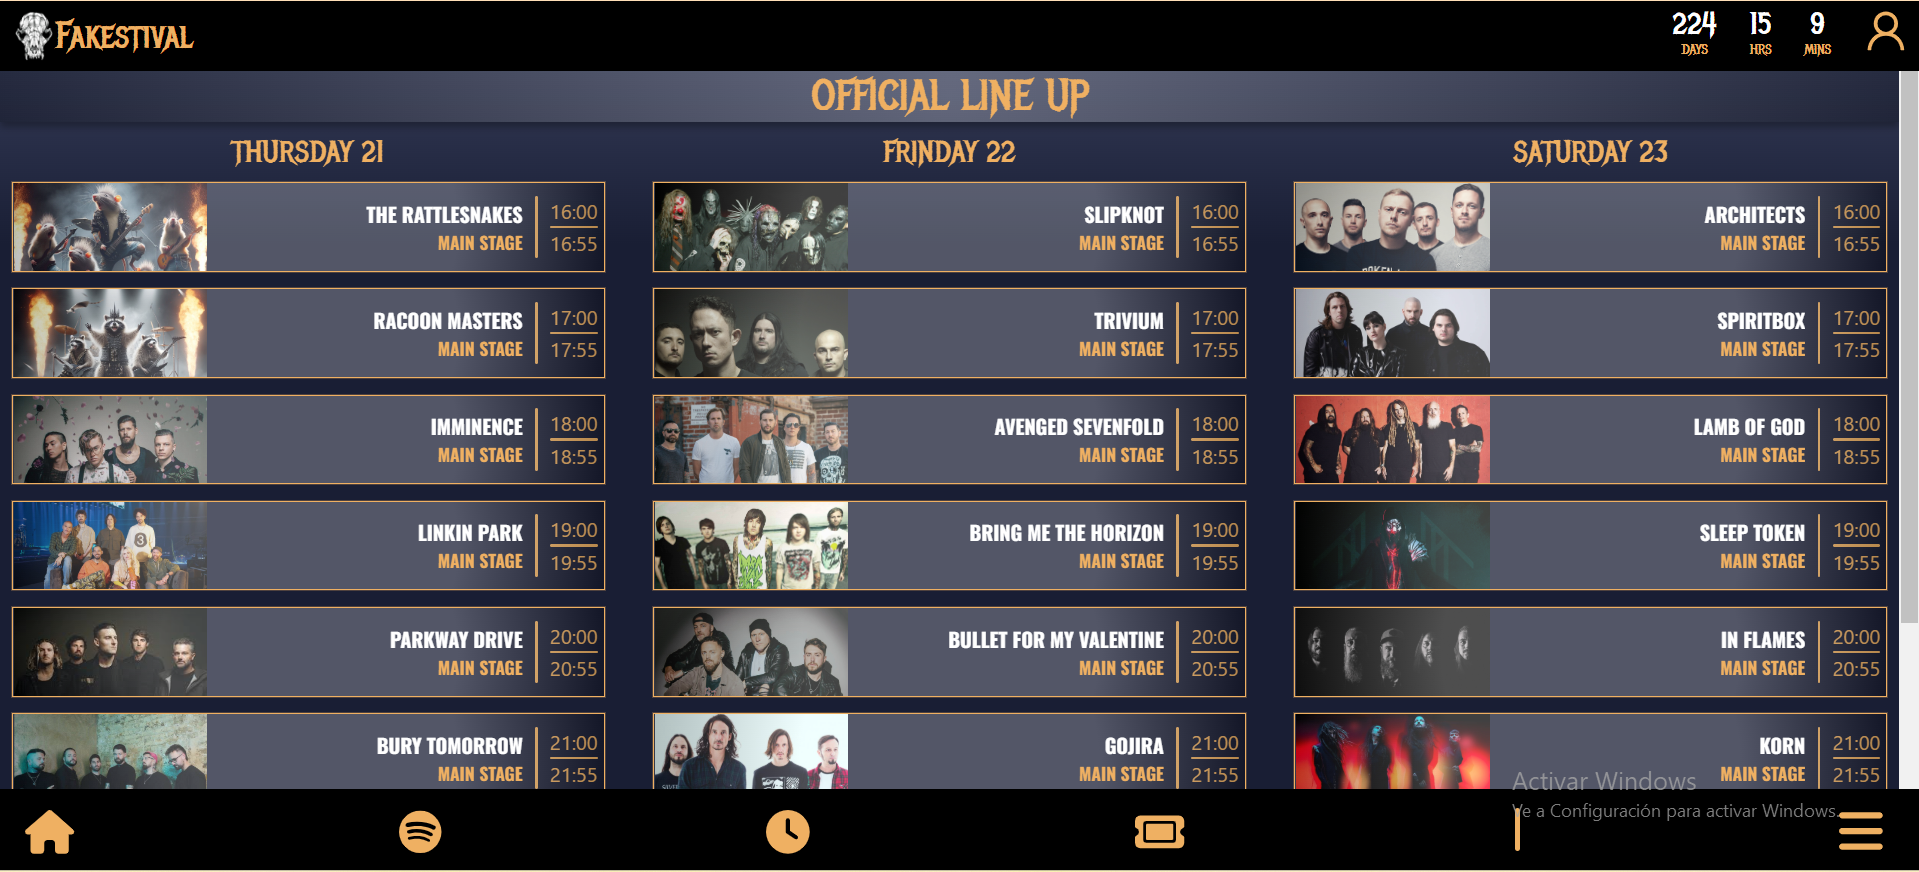 FAKESTIVAL
224 15 9
DAYS HRS MINS
OFFICIAL LINE UP
THURSDAY 21
THE RATTLESNAKES
MAIN STAGE
16:00
16:55
RACOON MASTERS
MAIN STAGE
17:00
17:55
IMMINENCE
MAIN STAGE
18:00
18:55
LINKIN PARK
MAIN STAGE
19:00
19:55
PARKWAY DRIVE
MAIN STAGE
20:00
20:55
BURY TOMORROW
MAIN STAGE
21:00
21:55
FRINDAY 22
SLIPKNOT
MAIN STAGE
16:00
16:55
TRIVIUM
MAIN STAGE
17:00
17:55
AVENGED SEVENFOLD
MAIN STAGE
18:00
18:55
BRING ME THE HORIZON
MAIN STAGE
19:00
19:55
BULLET FOR MY VALENTINE
MAIN STAGE
20:00
20:55
GOJIRA
MAIN STAGE
21:00
21:55
SATURDAY 23
ARCHITECTS
MAIN STAGE
16:00
16:55
SPIRITBOX
MAIN STAGE
17:00
17:55
LAMB OF GOD
MAIN STAGE
18:00
18:55
SLEEP TOKEN
MAIN STAGE
19:00
19:55
IN FLAMES
MAIN STAGE
20:00
20:55
KORN
MAIN STAGE
21:00
21:55
Activar Windows
Ve a Configuración para activar Windows.